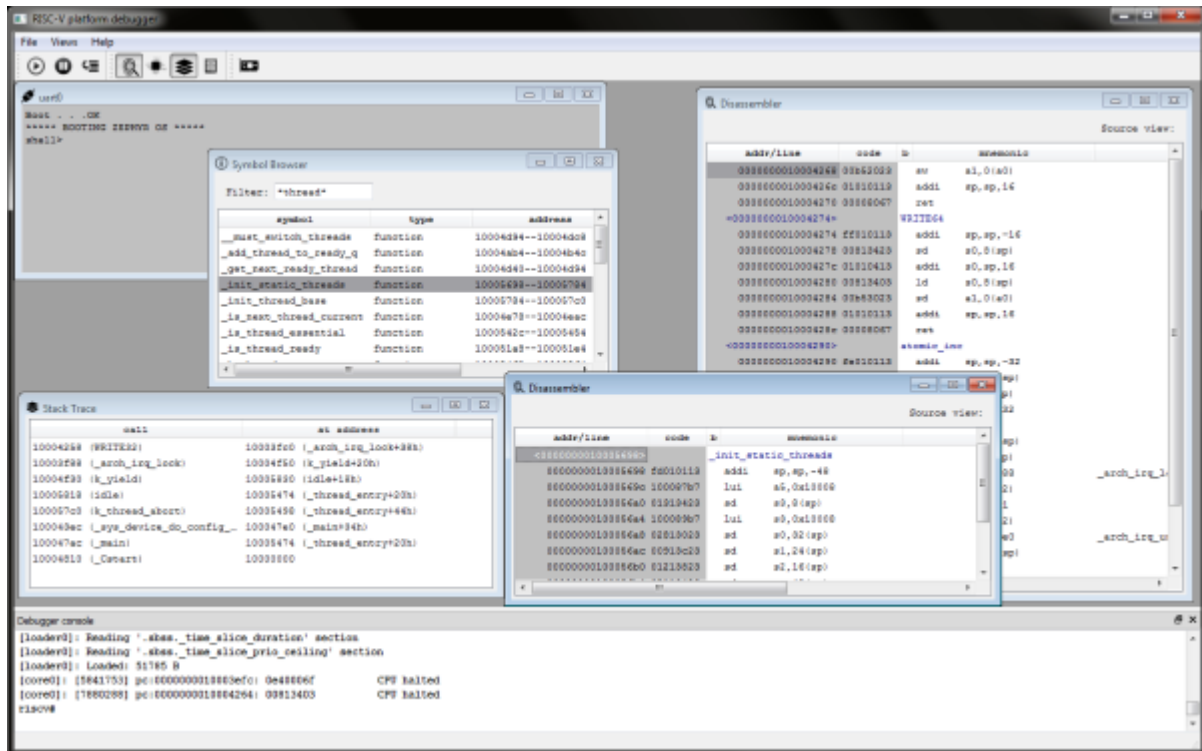 RISC-V platform debugger
File Views Help
uart0
Boot . . .OK
***** BOOTING ZEPHYR OS *****
shell>
Symbol Browser
Filter: *thread*
symbol type address
__must_switch_threads function 10004d94--10004dc8
_add_thread_to_ready_q function 10004ab4--10004b4c
_get_next_ready_thread function 10004d40--10004d94
_init_static_threads function 10005698--10005784
_init_thread_base function 10005784--100057c0
_is_next_thread_current function 10004e78--10004eac
_is_thread_essential function 1000542c--10005454
_is_thread_ready function 100051a8--100051e4
Disassembler
Source view:
addr/line code b mnemonic
0000000010004268 00b52023 sw a1,0(a0)
000000001000426c 01010113 addi sp,sp,16
0000000010004270 00008067 ret
<0000000010004274> WRITE64
0000000010004274 ff010113 addi sp,sp,-16
0000000010004278 00813423 sd s0,8(sp)
000000001000427c 01010413 addi s0,sp,16
0000000010004280 00813403 ld s0,8(sp)
0000000010004284 00b53023 sd a1,0(a0)
0000000010004288 01010113 addi sp,sp,16
000000001000428c 00008067 ret
<0000000010004290> atomic_inc
0000000010004290 fe010113 addi sp,sp,-32
_arch_irq_l
_arch_irq_u
Stack Trace
call at address
10004258 (WRITE32) 10003fc0 (_arch_irq_lock+38h)
10003f88 (_arch_irq_lock) 10004f50 (k_yield+20h)
10004f30 (k_yield) 10005830 (idle+18h)
10005818 (idle) 10005474 (_thread_entry+20h)
100057c0 (k_thread_abort) 10005498 (_thread_entry+44h)
(_sys_device_do_config_... 100047e0 (_main+34h)
100047ac (_main) 10005474 (_thread_entry+20h)
10004810 (_Cstart) 10000000
Disassembler
Source view:
addr/line code b mnemonic
<0000000010005698> _init_static_threads
0000000010005698 fd010113 addi sp,sp,-48
000000001000569c 100097b7 lui a5,0x10009
00000000100056a0 01313423 sd s3,8(sp)
00000000100056a4 100009b7 lui
00000000100056a8 02813023 sd s0,32(sp)
00000000100056ac 00913c23 sd s1,24(sp)
00000000100056b0 01213823 sd s2,16(sp)
Debugger console
[loader0]: Reading '.sbss._time_slice_duration' section
[loader0]: Reading '.sbss._time_slice_prio_ceiling' section
[loader0]: Loaded: 51785 B
[core0]: [5841753] pc:0000000010003efc: 0e40006f CPU halted
[core0]: [7880288] pc:0000000010004264: 00813403 CPU halted
riscv#